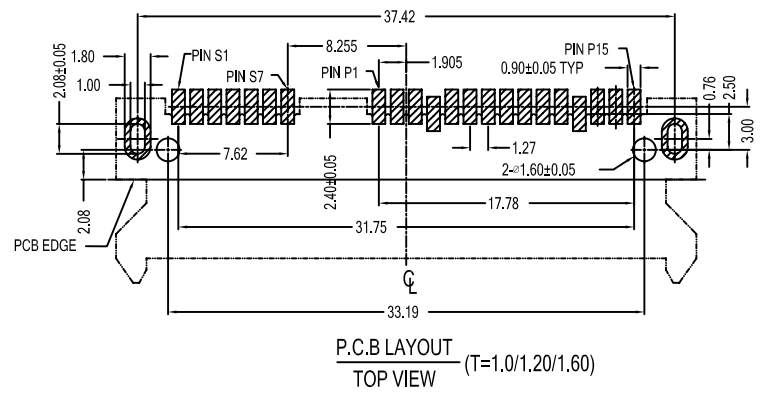 37.42
1.80
PIN S1
8.255
PIN P15
2.08±0.05
1.00
PIN S7
PIN P1
1.905
0.90±0.05 TYP
0.76
2.50
3.00
7.62
1.27
2.40±0.05
2-⌀1.60±0.05
2.08
17.78
31.75
PCB EDGE
℄
33.19
P.C.B LAYOUT
TOP VIEW
(T=1.0/1.20/1.60)